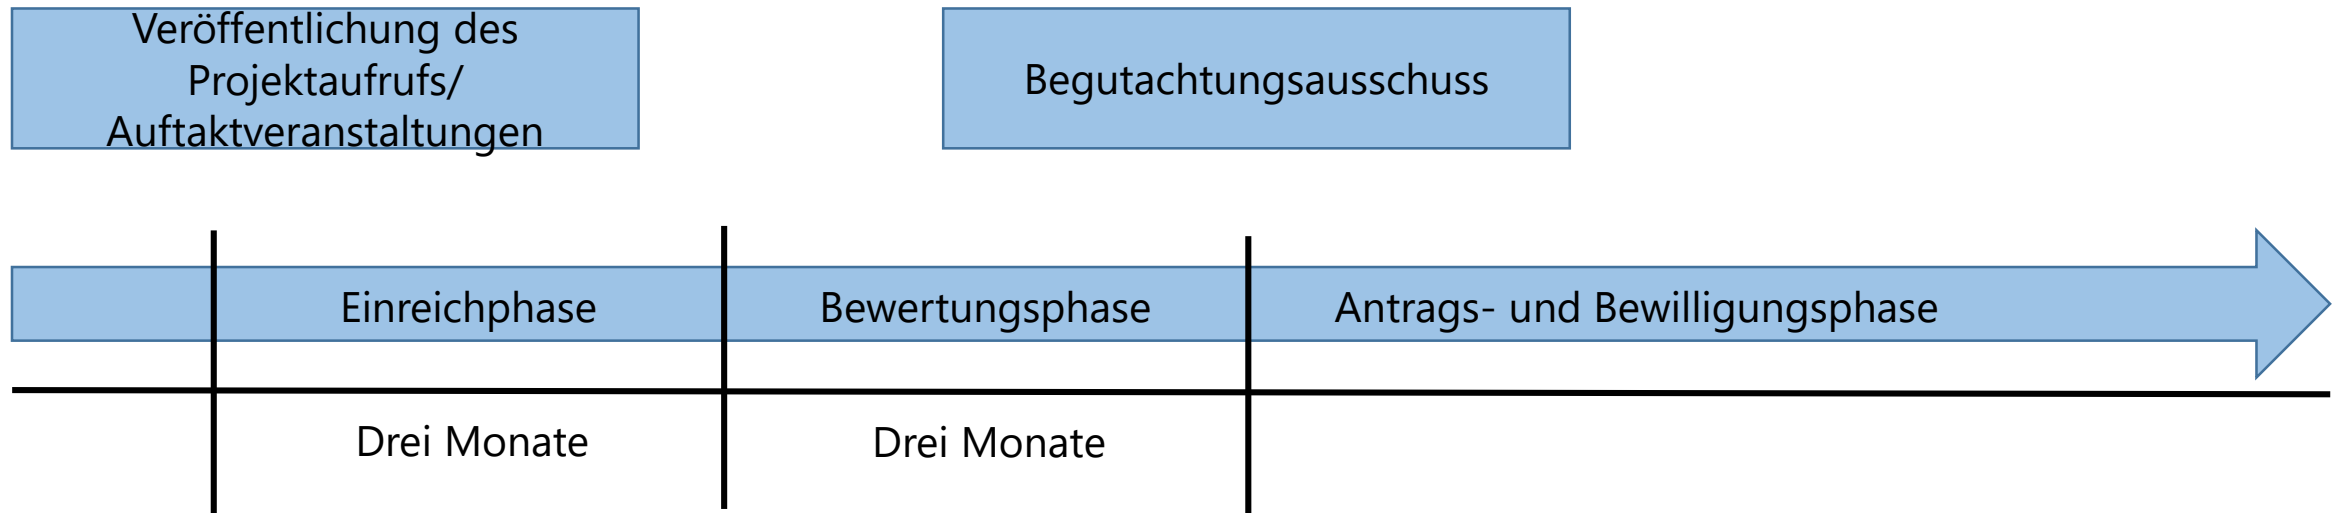 Veröffentlichung des
Projektaufrufs/
Auftaktveranstaltungen
Begutachtungsausschuss
Einreichphase
Bewertungsphase
Antrags- und Bewilligungsphase
Drei Monate
Drei Monate